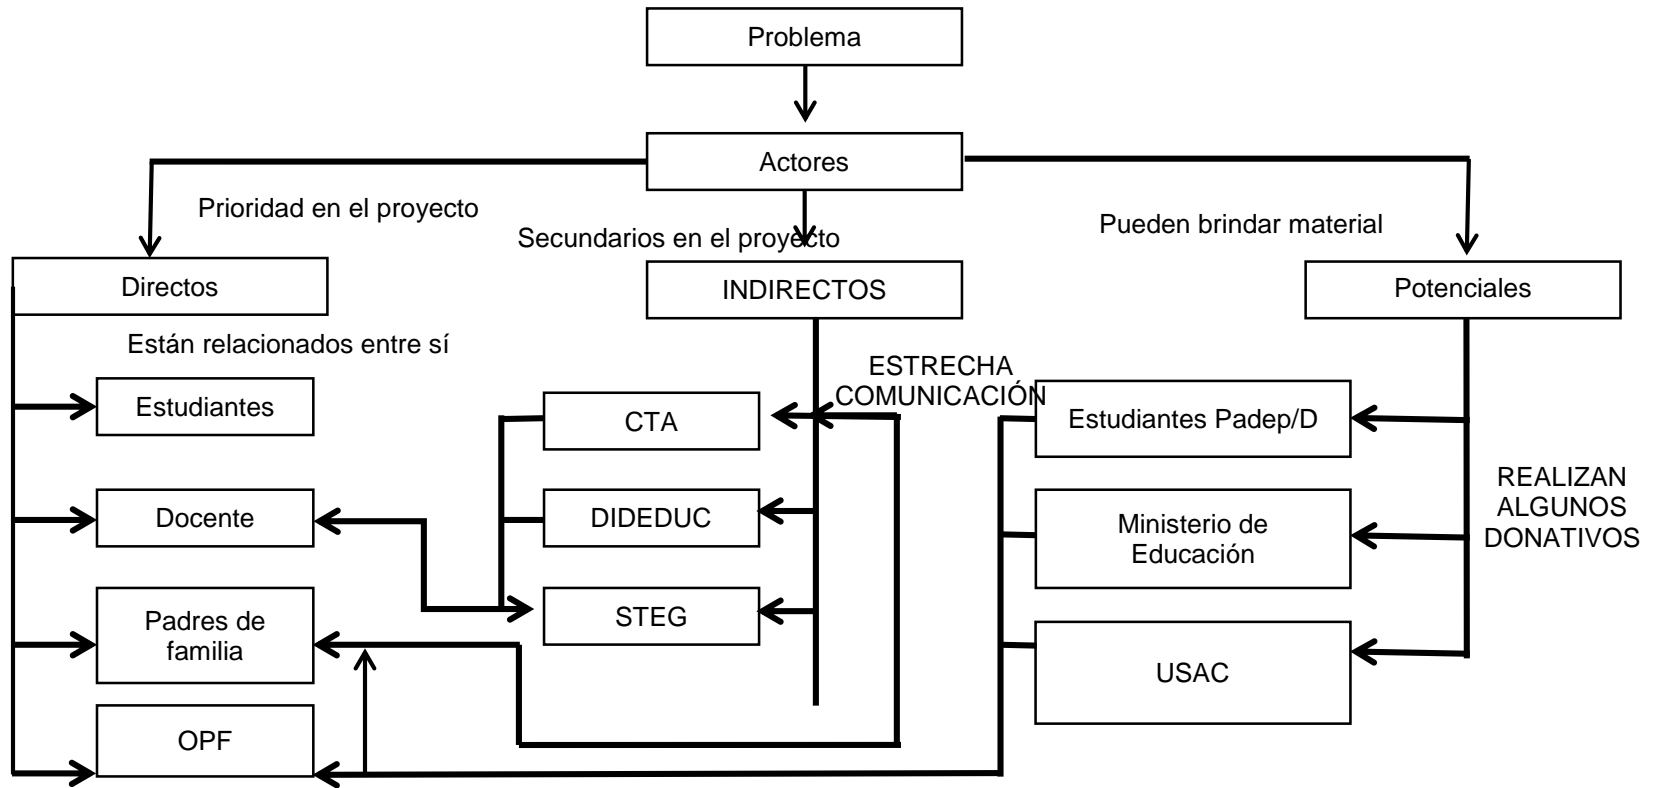 Problema
Actores
Prioridad en el proyecto
Secundarios en el proyecto
Pueden brindar material
Directos
INDIRECTOS
Potenciales
Están relacionados entre sí
ESTRECHA
COMUNICACIÓN
Estudiantes
CTA
Estudiantes Padep/D
REALIZAN
ALGUNOS
DONATIVOS
Docente
DIDEDUC
Ministerio de
Educación
Padres de
familia
STEG
USAC
OPF